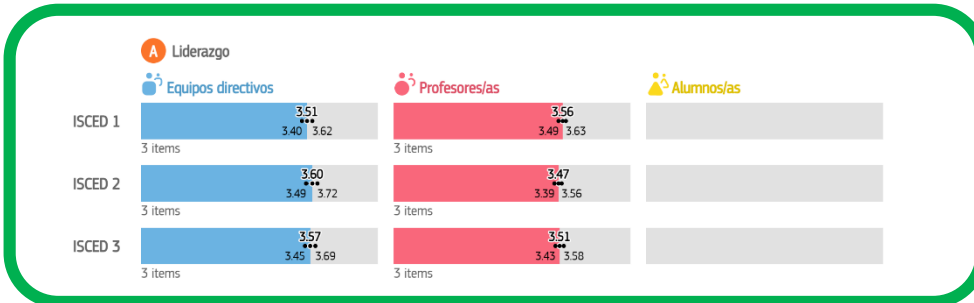 A Liderazgo
Equipos directivos Profesores/as Alumnos/as
3.51 3.56
ISCED 1 3.40 3.62 3.49 3.63
3 items 3 items
3.60 3.47
ISCED 2 3.49 3.72 3.39 3.56
3 items 3 items
3.57 3.51
ISCED 3 3.45 3.69 3.43 3.58
3 items 3 items